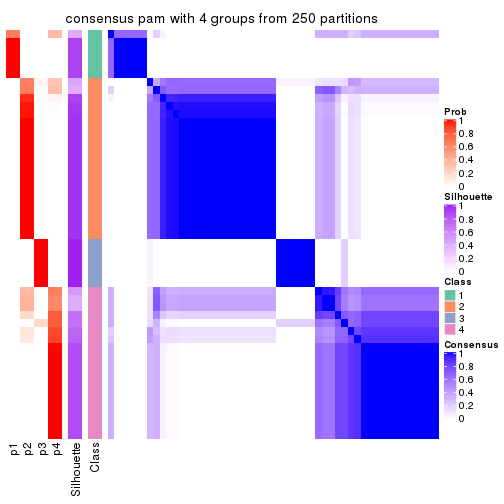 consensus pam with 4 groups from 250 partitions
Prob
1
0.8
0.6
0.4
0.2
0
Silhouette
1
0.8
0.6
0.4
0.2
0
Class
1
2
3
4
Consensus
1
0.8
0.6
0.4
0.2
0
p1
p2
p3
p4
Silhouette
Class